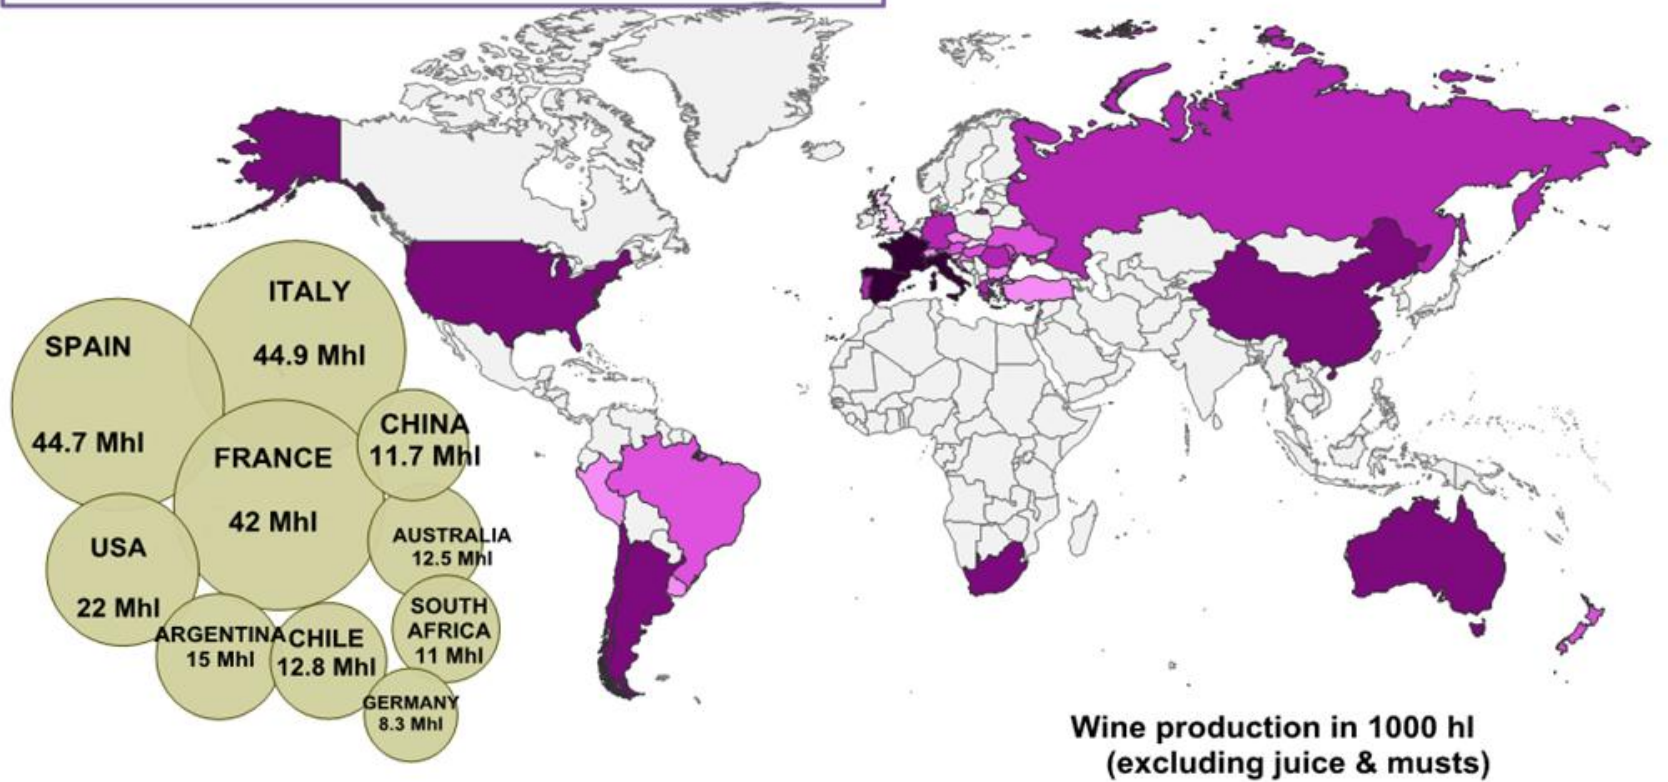 ITALY
44.9 Mhl
SPAIN
44.7 Mhl
CHINA
11.7 Mhl
FRANCE
42 Mhl
AUSTRALIA
12.5 Mhl
USA
22 Mhl
SOUTH
AFRICA
11 Mhl
ARGENTINA
15 Mhl
CHILE
12.8 Mhl
GERMANY
8.3 Mhl
Wine production in 1000 hl
(excluding juice & musts)